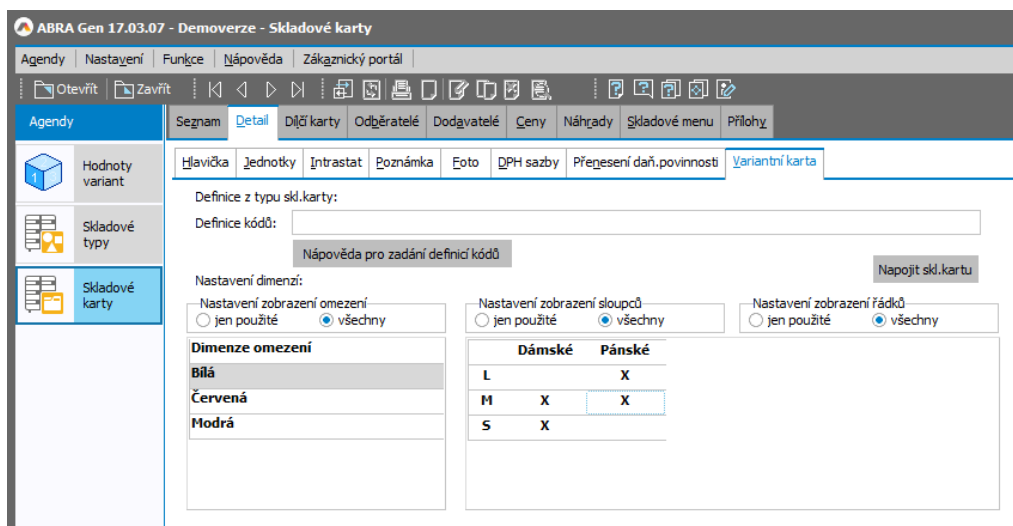 ABRA Gen 17.03.07 - Demoverze - Skladové karty
Agendy Nastavení Funkce Nápověda Zákaznický portál
Otevřít Zavřít
Agendy Seznam Detail Dílčí karty Odběratelé Dodavatelé Ceny Náhrady Skladové menu Přílohy
Hlavička Jednotky Intrastat Poznámka Foto DPH sazby Přenesení daň.povinnosti Variantní karta
1 Hodnoty variant
Skladové typy
Skladové karty
Definice z typu skl.karty:
Definice kódů:
Nápověda pro zadání definicí kódů
Napojit skl.kartu
Nastavení dimenzí:
Nastavení zobrazení omezení Nastavení zobrazení sloupců Nastavení zobrazení řádků
jen použité všechny jen použité všechny jen použité všechny
Dimenze omezení Dámské Pánské
Bílá L X
Červená M X X
Modrá S X